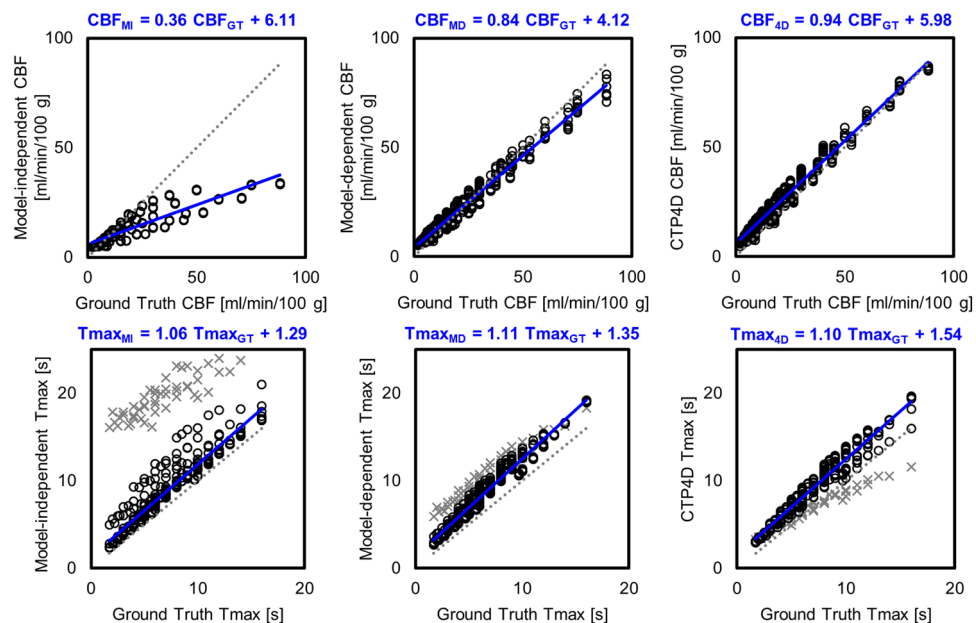 CBF_MI = 0.36 CBF_GT + 6.11
Model-independent CBF
[ml/min/100 g]
100
50
0
0 50 100
Ground Truth CBF [ml/min/100 g]
CBF_MD = 0.84 CBF_GT + 4.12
Model-dependent CBF
[ml/min/100 g]
100
50
0
0 50 100
Ground Truth CBF [ml/min/100 g]
CBF_4D = 0.94 CBF_GT + 5.98
CTP4D CBF [ml/min/100 g]
100
50
0
0 50 100
Ground Truth CBF [ml/min/100 g]
Tmax_MI = 1.06 Tmax_GT + 1.29
Model-independent Tmax [s]
20
10
0
0 10 20
Ground Truth Tmax [s]
Tmax_MD = 1.11 Tmax_GT + 1.35
Model-dependent Tmax [s]
20
10
0
0 10 20
Ground Truth Tmax [s]
Tmax_4D = 1.10 Tmax_GT + 1.54
CTP4D Tmax [s]
20
10
0
0 10 20
Ground Truth Tmax [s]